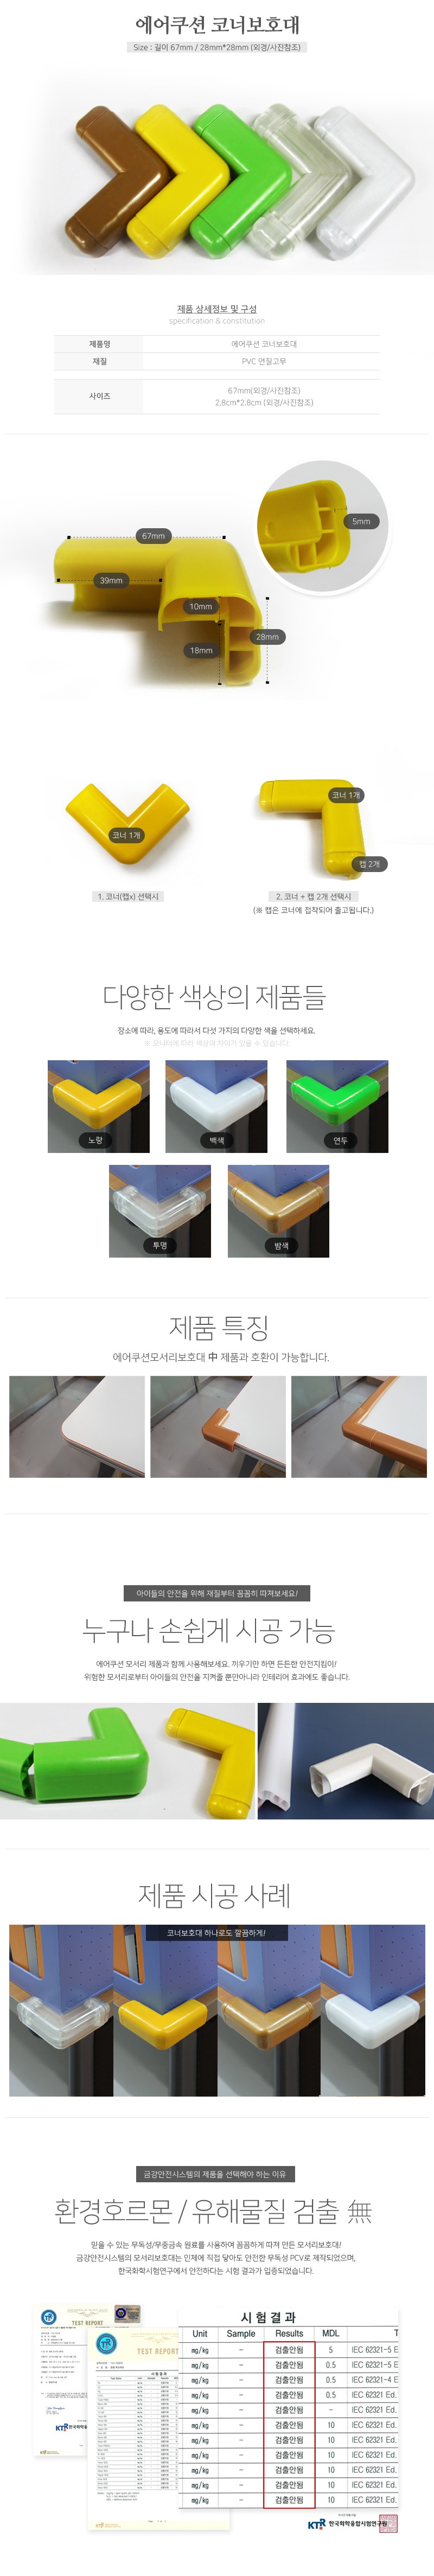 에어쿠션 코너보호대
Size : 길이 67mm / 28mm*28mm (외경/사진참조)
제품 상세정보 및 구성
specification & constitution
제품명 에어쿠션 코너보호대
재질 PVC 연질고무
사이즈 67mm(외경/사진참조)
2.8cm*2.8cm (외경/사진참조)
5mm
67mm
39mm
10mm
28mm
18mm
코너 1개
코너 1개
캡 2개
1. 코너(캡x) 선택시
2. 코너 + 캡 2개 선택시
(※ 캡은 코너에 접착되어 출고됩니다.)
다양한 색상의 제품들
장소에 따라, 용도에 따라서 다섯 가지의 다양한 색을 선택하세요.
※ 모니터에 따라 색상의 차이가 있을 수 있습니다.
노랑
백색
연두
투명
밤색
제품 특징
에어쿠션모서리보호대 中 제품과 호환이 가능합니다.
아이들의 안전을 위해 재질부터 꼼꼼히 따져보세요!
누구나 손쉽게 시공 가능
에어쿠션 모서리 제품과 함께 사용해보세요. 끼우기만 하면 든든한 안전지킴이!
위험한 모서리로부터 아이들의 안전을 지켜줄 뿐만아니라 인테리어 효과에도 좋습니다.
제품 시공 사례
코너보호대 하나로도 깔끔하게!
금강안전시스템의 제품을 선택해야 하는 이유
환경호르몬 / 유해물질 검출 無
믿을 수 있는 무독성/무중금속 원료를 사용하여 꼼꼼하게 따져 만든 모서리보호대!
금강안전시스템의 모서리보호대는 인체에 직접 닿아도 안전한 무독성 PCV로 제작되었으며,
한국화학시험연구에서 안전하다는 시험 결과가 입증되었습니다.
TEST REPORT
TEST REPORT
시험결과
시 험 결 과
Unit Sample Results MDL T
mg/kg - 검출안됨 5 IEC 62321-5 E
mg/kg - 검출안됨 0.5 IEC 62321-5 E
mg/kg - 검출안됨 0.5 IEC 62321-4 E
mg/kg - 검출안됨 0.5 IEC 62321 Ed.
mg/kg - 검출안됨 - IEC 62321 Ed.
mg/kg - 검출안됨 10 IEC 62321 Ed.
mg/kg - 검출안됨 10 IEC 62321 Ed.
mg/kg - 검출안됨 10 IEC 62321 Ed.
mg/kg - 검출안됨 10 IEC 62321 Ed.
mg/kg - 검출안됨 10 IEC 62321 Ed.
mg/kg - 검출안됨 10 IEC 62321 Ed.
KTR 한국화학융합시험연구원